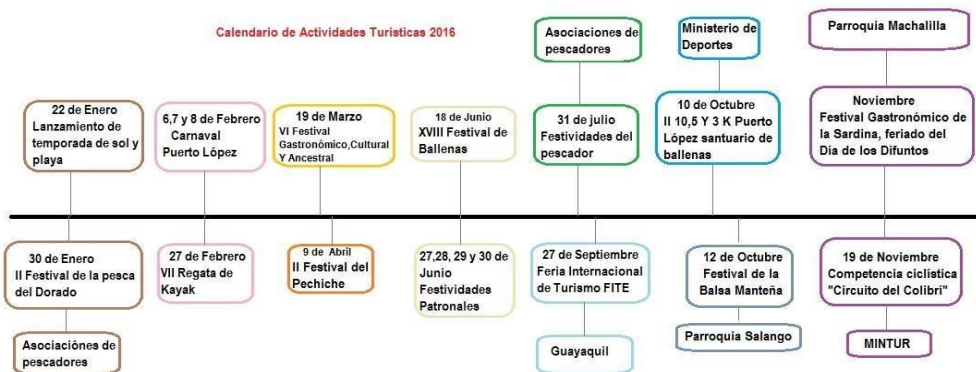 Calendario de Actividades Turisticas 2016
Asociaciones de
pescadores
Ministerio de
Deportes
Parroquia Machalilla
22 de Enero
Lanzamiento de
temporada de sol y
playa
6,7 y 8 de Febrero
Carnaval
Puerto López
19 de Marzo
VI Festival
Gastronómico,Cultural
Y Ancestral
18 de Junio
XVIII Festival de
Ballenas
31 de julio
Festividades del
pescador
10 de Octubre
II 10,5 Y 3 K Puerto
López santuario de
ballenas
Noviembre
Festival Gastronómico de
la Sardina, feriado del
Dia de los Difuntos
30 de Enero
II Festival de la pesca
del Dorado
27 de Febrero
VII Regata de
Kayak
9 de Abril
II Festival del
Pechiche
27,28, 29 y 30 de
Junio
Festividades
Patronales
27 de Septiembre
Feria Internacional
de Turismo FITE
12 de Octubre
Festival de la
Balsa Manteña
19 de Noviembre
Competencia ciclística
"Circuito del Colibri"
Asociaciónes de
pescadores
Guayaquil
Parroquia Salango
MINTUR